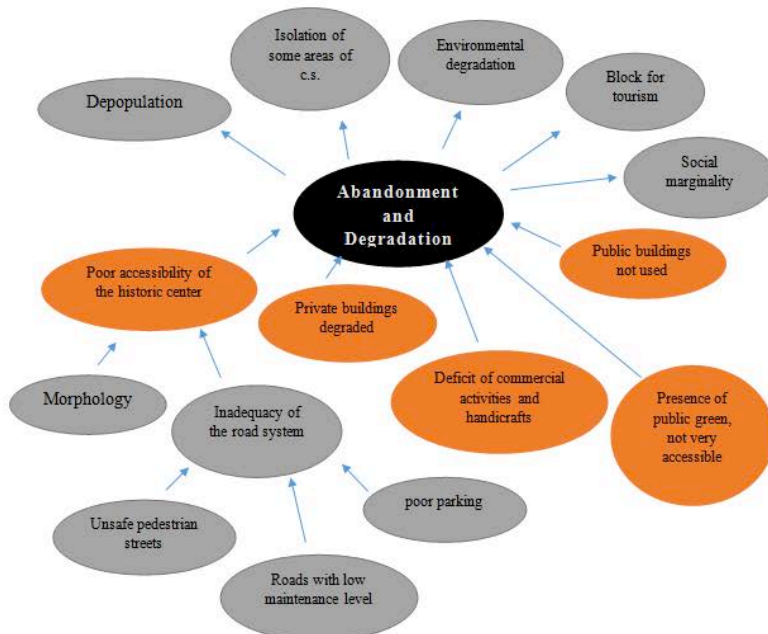 Isolation of
some areas of
c.s.
Environmental
degradation
Block for
tourism
Depopulation
Social
marginality
Abandonment
and
Degradation
Public buildings
not used
Poor accessibility of
the historic center
Private buildings
degraded
Deficit of commercial
activities and
handicrafts
Presence of
public green,
not very
accessible
Morphology
Inadequacy of
the road system
poor parking
Unsafe pedestrian
streets
Roads with low
maintenance level